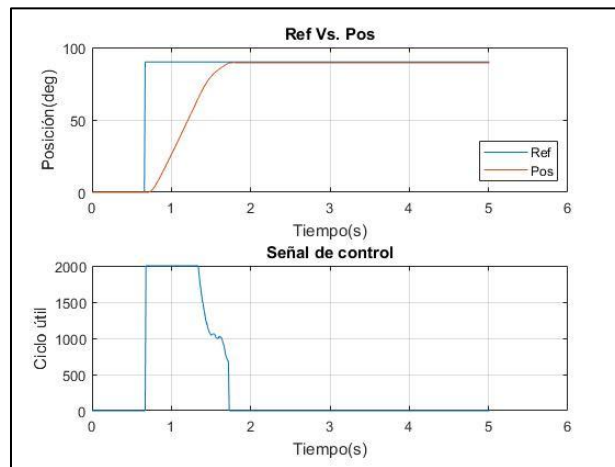 Ref Vs. Pos
100
50
0
Posición(deg)
Ref
Pos
0 1 2 3 4 5 6
Tiempo(s)
Señal de control
2000
1500
1000
500
0
Ciclo útil
0 1 2 3 4 5 6
Tiempo(s)